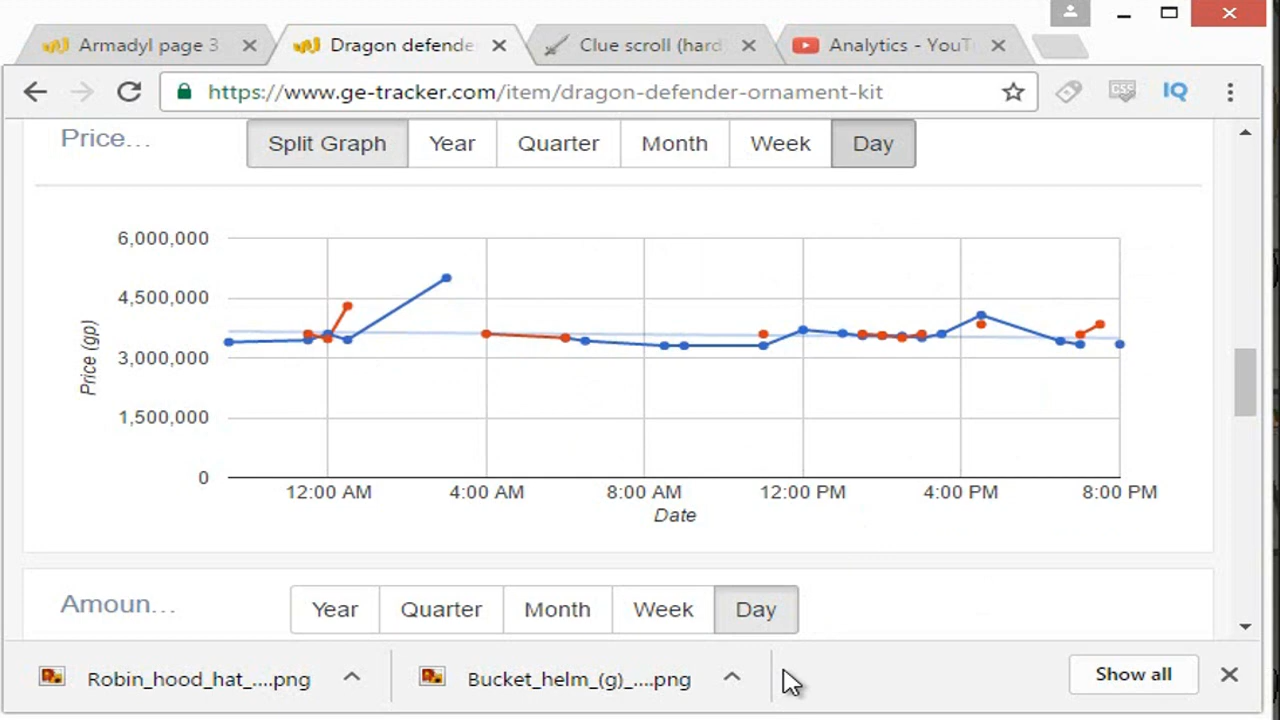 Armadyl page 3
Dragon defende
Clue scroll (hard
Analytics - YouT
https://www.ge-tracker.com/item/dragon-defender-ornament-kit
CSS
IQ
Price...
Split Graph
Year
Quarter
Month
Week
Day
6,000,000
4,500,000
3,000,000
1,500,000
0
Price (gp)
12:00 AM
4:00 AM
8:00 AM
12:00 PM
4:00 PM
8:00 PM
Date
Amoun...
Year
Quarter
Month
Week
Day
Robin_hood_hat_....png
Bucket_helm_(g)_....png
Show all